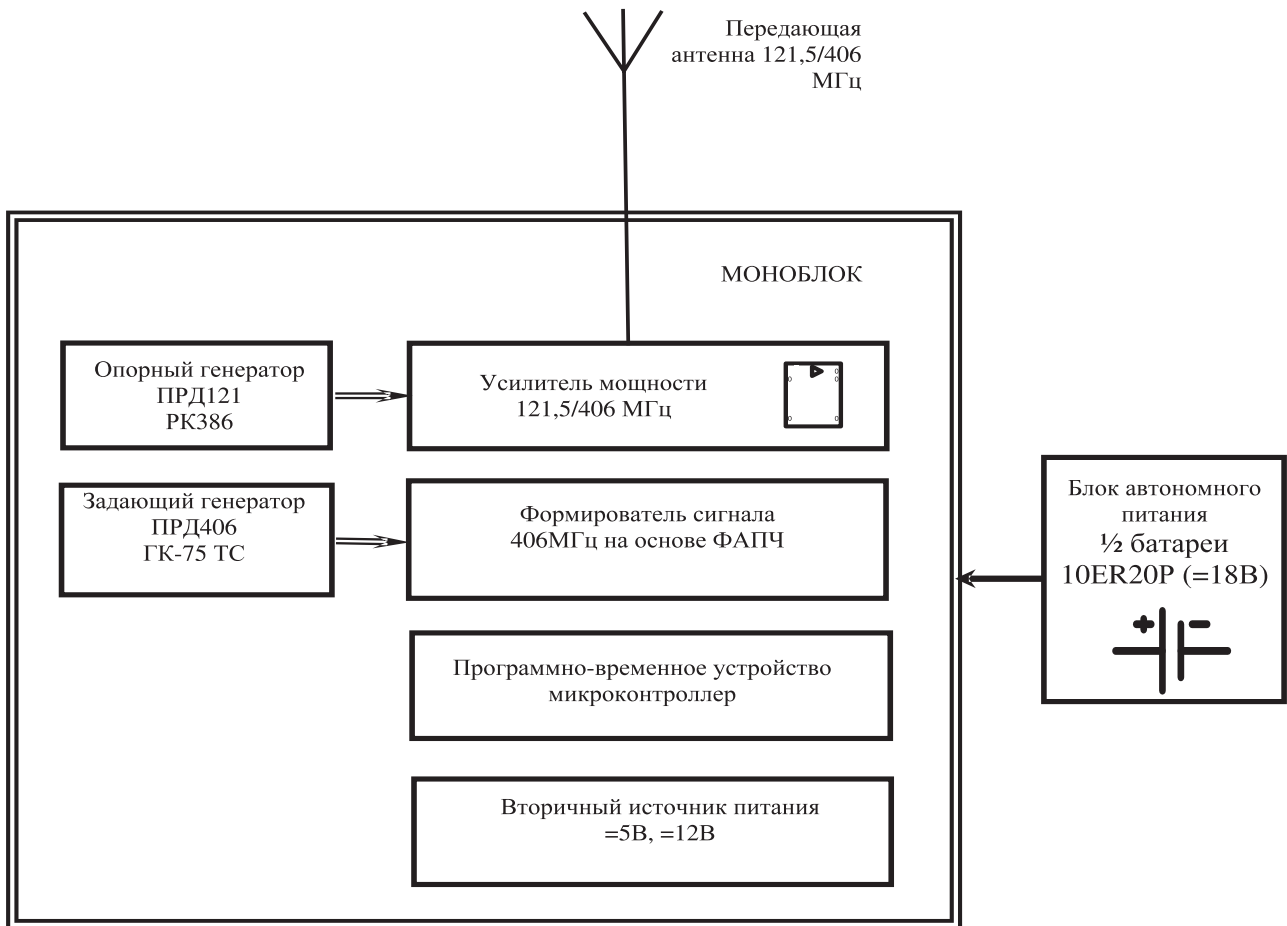 Передающая
антенна 121,5/406
МГц
МОНОБЛОК
Опорный генератор
ПРД121
РК386
Усилитель мощности
121,5/406 МГц
Задающий генератор
ПРД406
ГК-75 ТС
Формирователь сигнала
406МГц на основе ФАПЧ
Блок автономного
питания
½ батареи
10ER20P (=18В)
+ -
Программно-временное устройство
микроконтроллер
Вторичный источник питания
=5В, =12В